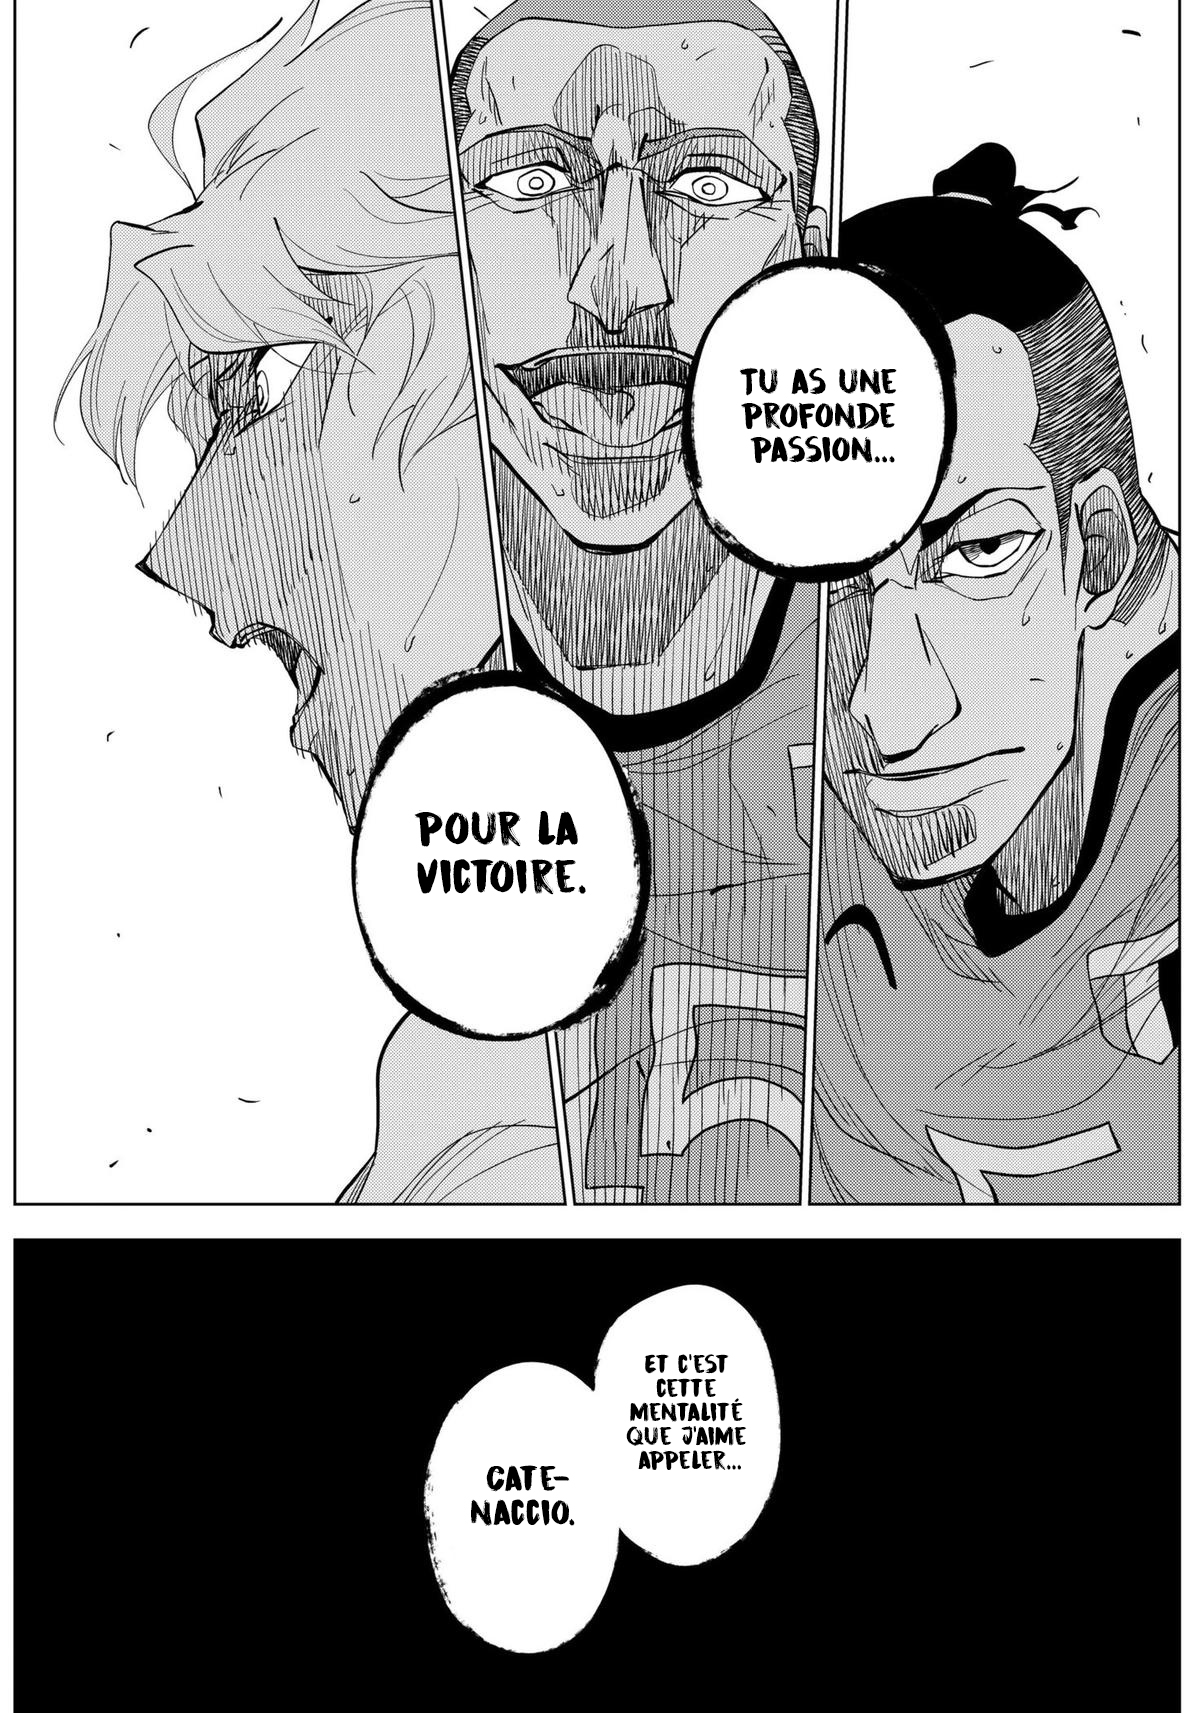 TU AS UNE
PROFONDE
PASSION...
POUR LA
VICTOIRE.
ET C'EST
CETTE
MENTALITÉ
QUE J'AIME
APPELER...
CATE-
NACCIO.